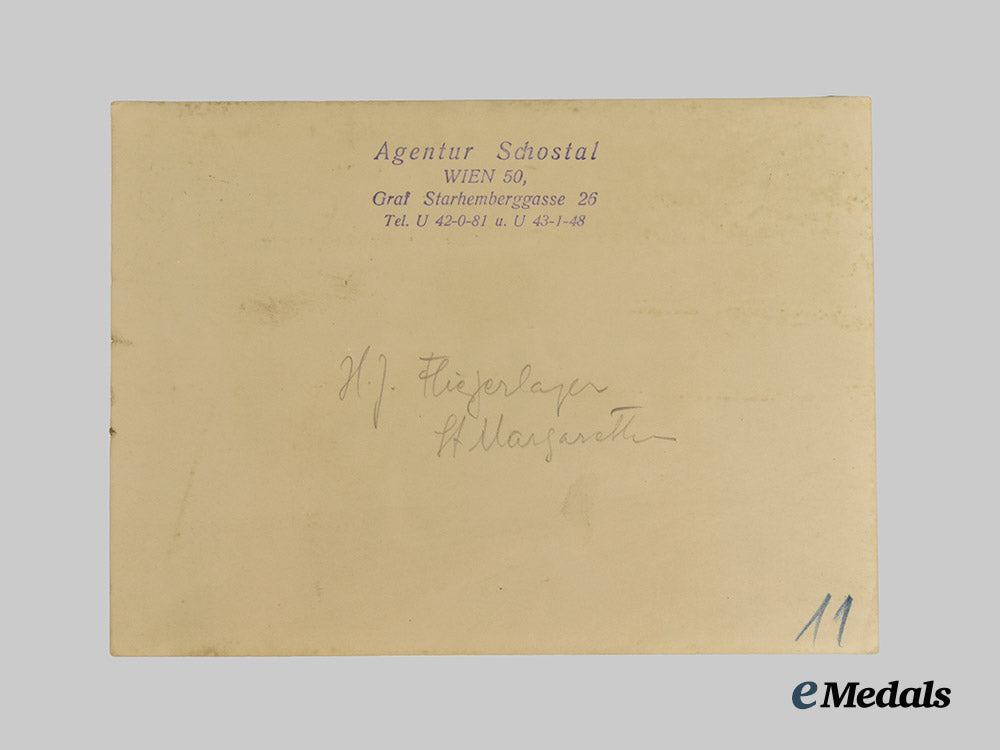 Agentur Schostal
WIEN 50,
Graf Starhemberggasse 26
Tel. U 42-0-81 u. U 43-1-48
H.J. Fliegerlager
St Margarethen
11
eMedals